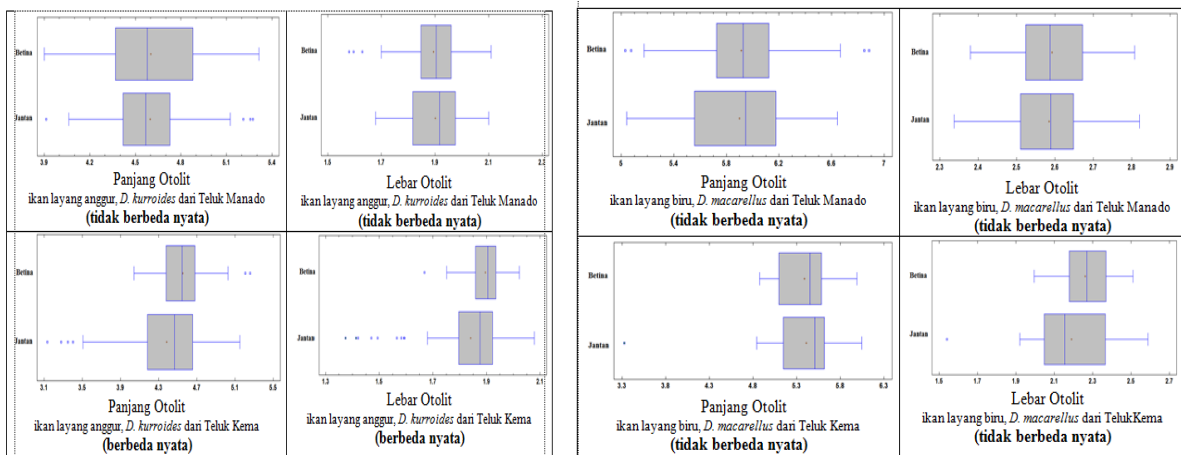 Betina
Jantan
3.9 4.2 4.5 4.8 5.1 5.4
Panjang Otolit
ikan layang anggur, D. kurroides dari Teluk Manado
(tidak berbeda nyata)
Betina
Jantan
1.5 1.7 1.9 2.1 2.3
Lebar Otolit
ikan layang anggur, D. kurroides dari Teluk Manado
(tidak berbeda nyata)
Betina
Jantan
5 5.4 5.8 6.2 6.6 7
Panjang Otolit
ikan layang biru, D. macarellus dari Teluk Manado
(tidak berbeda nyata)
Betina
Jantan
2.3 2.4 2.5 2.6 2.7 2.8 2.9
Lebar Otolit
ikan layang biru, D. macarellus dari Teluk Manado
(tidak berbeda nyata)
Betina
Jantan
3.1 3.5 3.9 4.3 4.7 5.1 5.5
Panjang Otolit
ikan layang anggur, D. kurroides dari Teluk Kema
(berbeda nyata)
Betina
Jantan
1.3 1.5 1.7 1.9 2.1
Lebar Otolit
ikan layang anggur, D. kurroides dari Teluk Kema
(berbeda nyata)
Betina
Jantan
3.3 3.8 4.3 4.8 5.3 5.8 6.3
Panjang Otolit
ikan layang biru, D. macarellus dari Teluk Kema
(tidak berbeda nyata)
Betina
Jantan
1.5 1.7 1.9 2.1 2.3 2.5 2.7
Lebar Otolit
ikan layang biru, D. macarellus dari TelukKema
(tidak berbeda nyata)